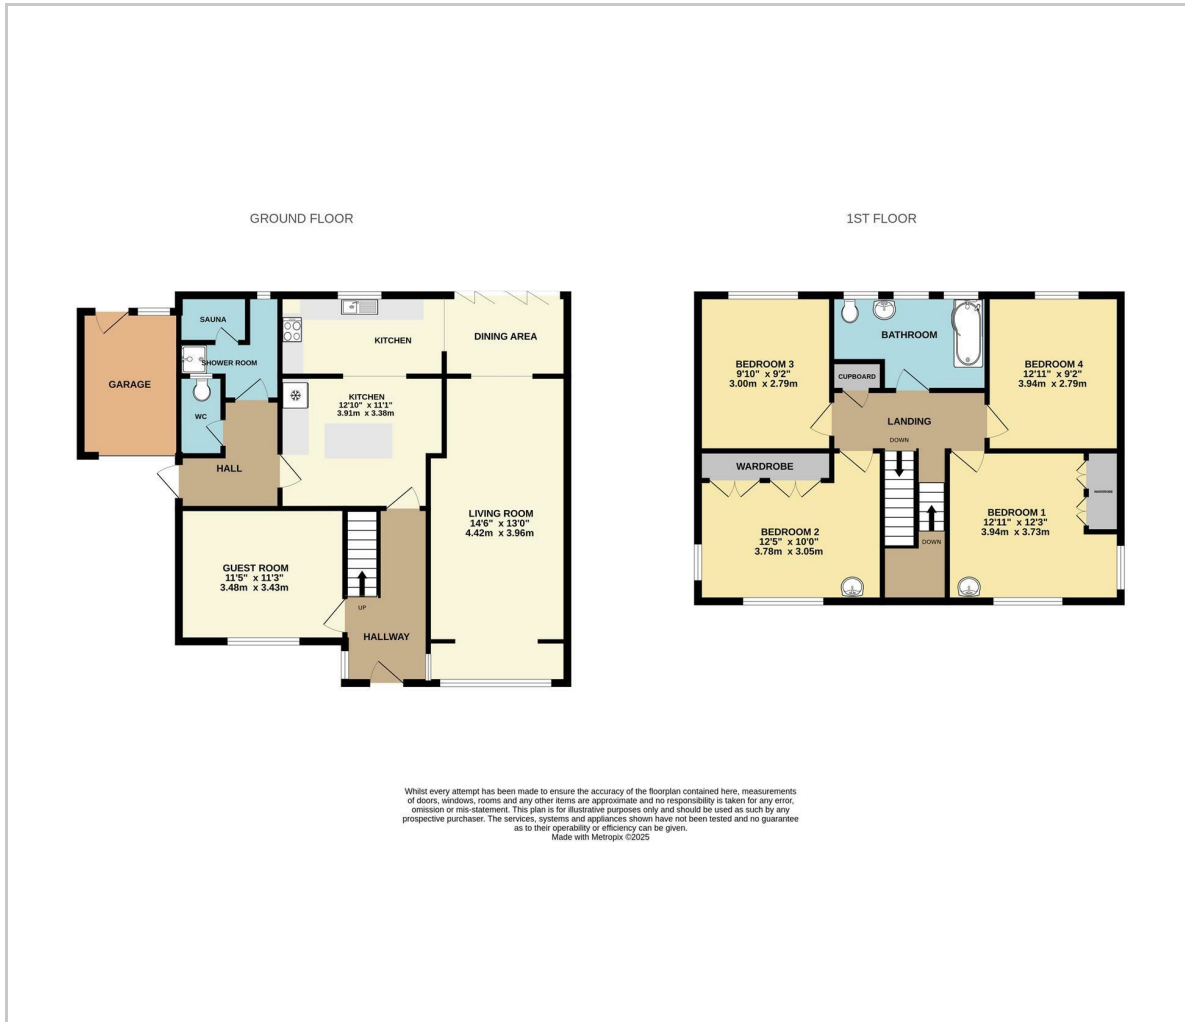 GROUND FLOOR
SAUNA
SHOWER ROOM
GARAGE
WC
HALL
KITCHEN
DINING AREA
KITCHEN
12'10" x 11'1"
3.91m x 3.38m
LIVING ROOM
14'6" x 13'0"
4.42m x 3.96m
GUEST ROOM
11'5" x 11'3"
3.48m x 3.43m
UP
HALLWAY
1ST FLOOR
BATHROOM
BEDROOM 3
9'10" x 9'2"
3.00m x 2.79m
CUPBOARD
BEDROOM 4
12'11" x 9'2"
3.94m x 2.79m
LANDING
DOWN
WARDROBE
WARDROBE
BEDROOM 2
12'5" x 10'0"
3.78m x 3.05m
DOWN
BEDROOM 1
12'11" x 12'3"
3.94m x 3.73m
Whilst every attempt has been made to ensure the accuracy of the floorplan contained here, measurements
of doors, windows, rooms and any other items are approximate and no responsibility is taken for any error,
omission or mis-statement. This plan is for illustrative purposes only and should be used as such by any
prospective purchaser. The services, systems and appliances shown have not been tested and no guarantee
as to their operability or efficiency can be given.
Made with Metropix ©2025